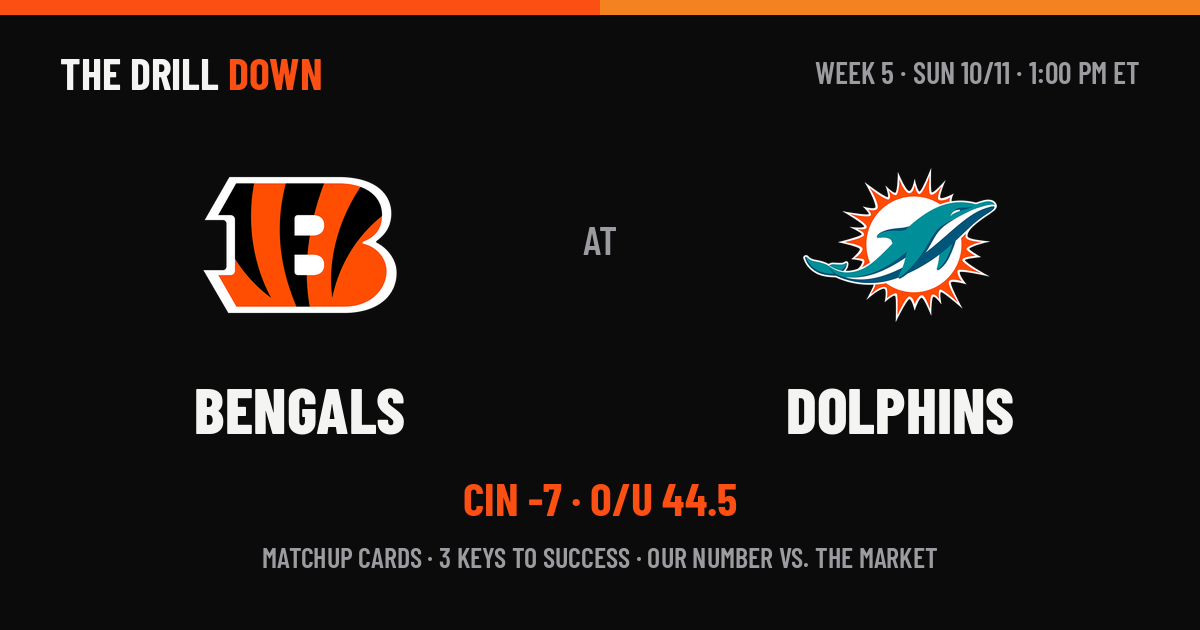 THE DRILL DOWN
WEEK 5 · SUN 10/11 · 1:00 PM ET
B
AT
BENGALS
DOLPHINS
CIN -7 · O/U 44.5
MATCHUP CARDS · 3 KEYS TO SUCCESS · OUR NUMBER VS. THE MARKET